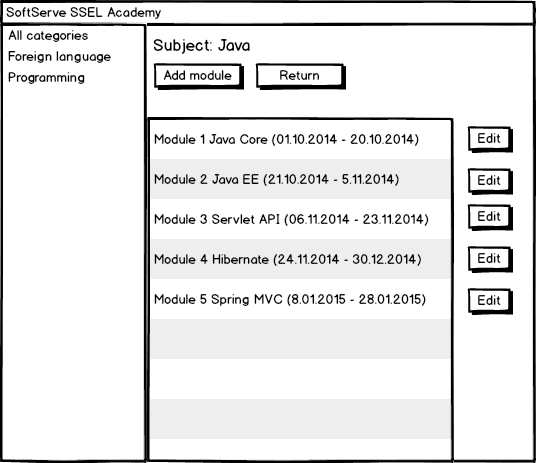 SoftServe SSEL Academy
All categories
Foreign language
Programming
Subject: Java
Add module
Return
Module 1 Java Core (01.10.2014 - 20.10.2014)
Edit
Module 2 Java EE (21.10.2014 - 5.11.2014)
Edit
Module 3 Servlet API (06.11.2014 - 23.11.2014)
Edit
Module 4 Hibernate (24.11.2014 - 30.12.2014)
Edit
Module 5 Spring MVC (8.01.2015 - 28.01.2015)
Edit